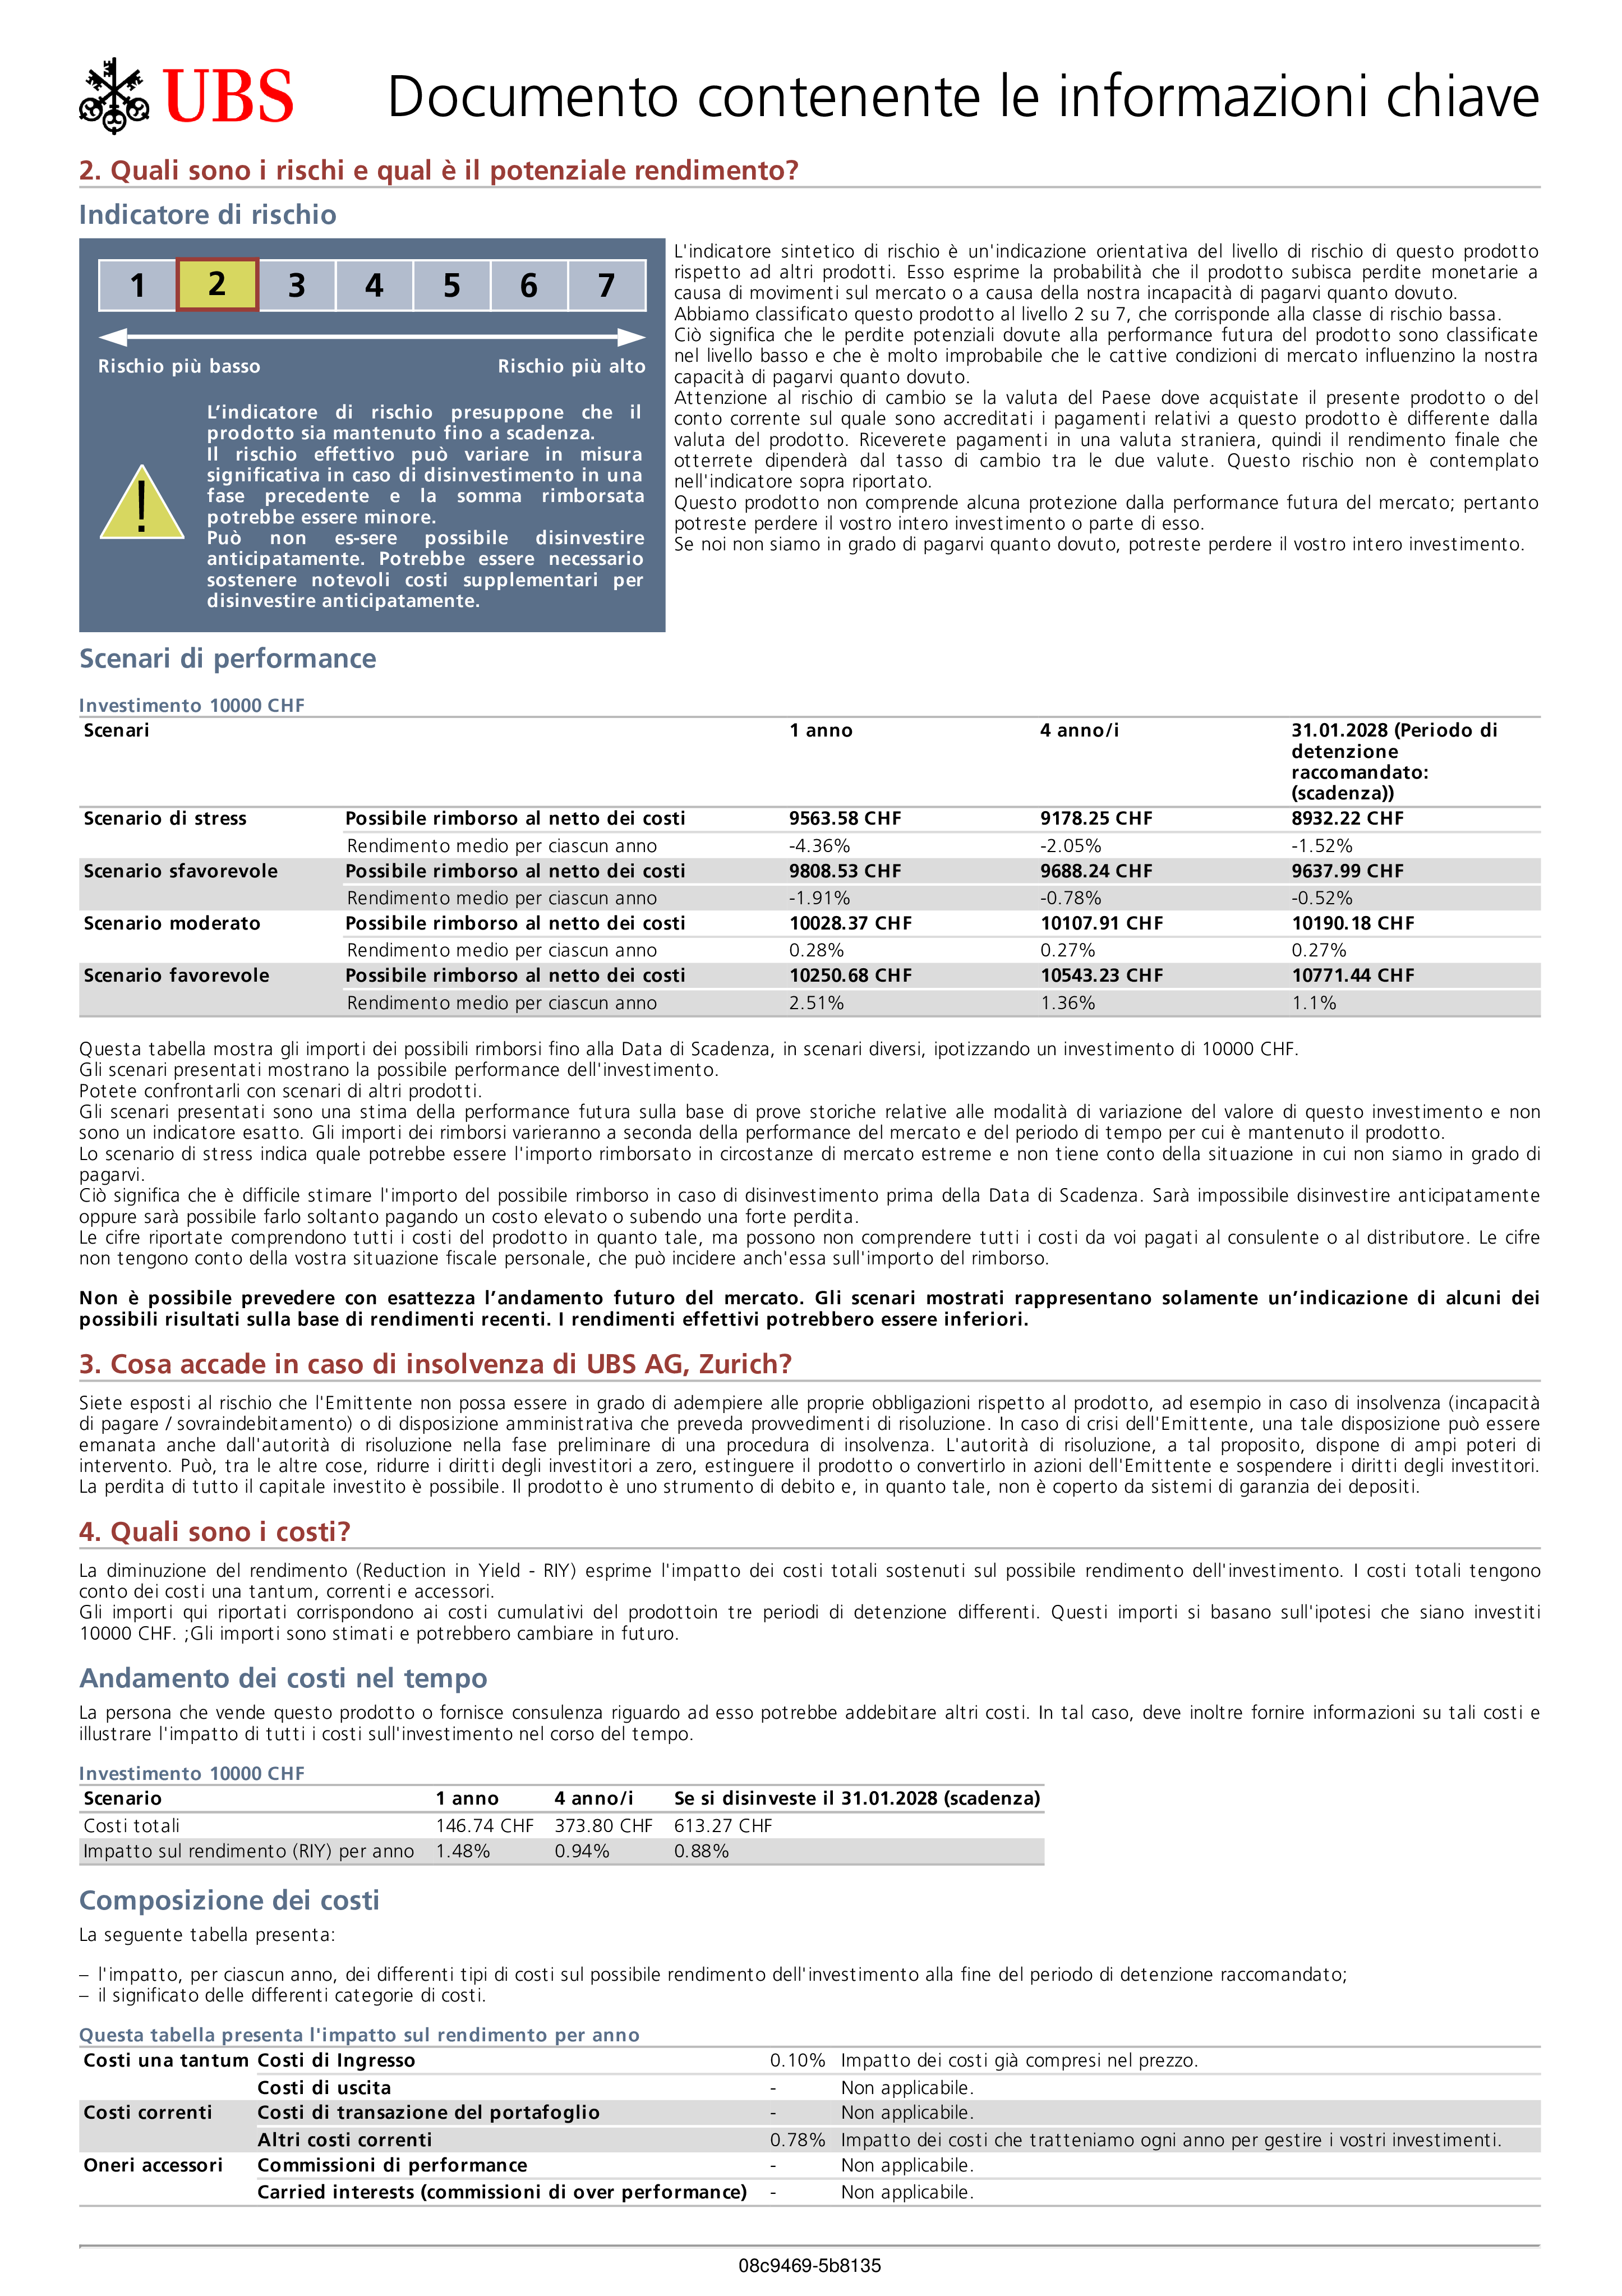 UBS
Documento contenente le informazioni chiave
2. Quali sono i rischi e qual è il potenziale rendimento?
Indicatore di rischio
1 2 3 4 5 6 7
Rischio più basso Rischio più alto
L’indicatore di rischio presuppone che il
prodotto sia mantenuto fino a scadenza.
Il rischio effettivo può variare in misura
significativa in caso di disinvestimento in una
fase precedente e la somma rimborsata
potrebbe essere minore.
Può non es-sere possibile disinvestire
anticipatamente. Potrebbe essere necessario
sostenere notevoli costi supplementari per
disinvestire anticipatamente.
L'indicatore sintetico di rischio è un'indicazione orientativa del livello di rischio di questo prodotto
rispetto ad altri prodotti. Esso esprime la probabilità che il prodotto subisca perdite monetarie a
causa di movimenti sul mercato o a causa della nostra incapacità di pagarvi quanto dovuto.
Abbiamo classificato questo prodotto al livello 2 su 7, che corrisponde alla classe di rischio bassa.
Ciò significa che le perdite potenziali dovute alla performance futura del prodotto sono classificate
nel livello basso e che è molto improbabile che le cattive condizioni di mercato influenzino la nostra
capacità di pagarvi quanto dovuto.
Attenzione al rischio di cambio se la valuta del Paese dove acquistate il presente prodotto o del
conto corrente sul quale sono accreditati i pagamenti relativi a questo prodotto è differente dalla
valuta del prodotto. Riceverete pagamenti in una valuta straniera, quindi il rendimento finale che
otterrete dipenderà dal tasso di cambio tra le due valute. Questo rischio non è contemplato
nell'indicatore sopra riportato.
Questo prodotto non comprende alcuna protezione dalla performance futura del mercato; pertanto
potreste perdere il vostro intero investimento o parte di esso.
Se noi non siamo in grado di pagarvi quanto dovuto, potreste perdere il vostro intero investimento.
Scenari di performance
Investimento 10000 CHF
Scenari 1 anno 4 anno/i 31.01.2028 (Periodo di
detenzione
raccomandato:
(scadenza))
Scenario di stress Possibile rimborso al netto dei costi 9563.58 CHF 9178.25 CHF 8932.22 CHF
Rendimento medio per ciascun anno -4.36% -2.05% -1.52%
Scenario sfavorevole Possibile rimborso al netto dei costi 9808.53 CHF 9688.24 CHF 9637.99 CHF
Rendimento medio per ciascun anno -1.91% -0.78% -0.52%
Scenario moderato Possibile rimborso al netto dei costi 10028.37 CHF 10107.91 CHF 10190.18 CHF
Rendimento medio per ciascun anno 0.28% 0.27% 0.27%
Scenario favorevole Possibile rimborso al netto dei costi 10250.68 CHF 10543.23 CHF 10771.44 CHF
Rendimento medio per ciascun anno 2.51% 1.36% 1.1%
Questa tabella mostra gli importi dei possibili rimborsi fino alla Data di Scadenza, in scenari diversi, ipotizzando un investimento di 10000 CHF.
Gli scenari presentati mostrano la possibile performance dell'investimento.
Potete confrontarli con scenari di altri prodotti.
Gli scenari presentati sono una stima della performance futura sulla base di prove storiche relative alle modalità di variazione del valore di questo investimento e non
sono un indicatore esatto. Gli importi dei rimborsi varieranno a seconda della performance del mercato e del periodo di tempo per cui è mantenuto il prodotto.
Lo scenario di stress indica quale potrebbe essere l'importo rimborsato in circostanze di mercato estreme e non tiene conto della situazione in cui non siamo in grado di
pagarvi.
Ciò significa che è difficile stimare l'importo del possibile rimborso in caso di disinvestimento prima della Data di Scadenza. Sarà impossibile disinvestire anticipatamente
oppure sarà possibile farlo soltanto pagando un costo elevato o subendo una forte perdita.
Le cifre riportate comprendono tutti i costi del prodotto in quanto tale, ma possono non comprendere tutti i costi da voi pagati al consulente o al distributore. Le cifre
non tengono conto della vostra situazione fiscale personale, che può incidere anch'essa sull'importo del rimborso.
Non è possibile prevedere con esattezza l’andamento futuro del mercato. Gli scenari mostrati rappresentano solamente un’indicazione di alcuni dei
possibili risultati sulla base di rendimenti recenti. I rendimenti effettivi potrebbero essere inferiori.
3. Cosa accade in caso di insolvenza di UBS AG, Zurich?
Siete esposti al rischio che l'Emittente non possa essere in grado di adempiere alle proprie obbligazioni rispetto al prodotto, ad esempio in caso di insolvenza (incapacità
di pagare / sovraindebitamento) o di disposizione amministrativa che preveda provvedimenti di risoluzione. In caso di crisi dell'Emittente, una tale disposizione può essere
emanata anche dall'autorità di risoluzione nella fase preliminare di una procedura di insolvenza. L'autorità di risoluzione, a tal proposito, dispone di ampi poteri di
intervento. Può, tra le altre cose, ridurre i diritti degli investitori a zero, estinguere il prodotto o convertirlo in azioni dell'Emittente e sospendere i diritti degli investitori.
La perdita di tutto il capitale investito è possibile. Il prodotto è uno strumento di debito e, in quanto tale, non è coperto da sistemi di garanzia dei depositi.
4. Quali sono i costi?
La diminuzione del rendimento (Reduction in Yield - RIY) esprime l'impatto dei costi totali sostenuti sul possibile rendimento dell'investimento. I costi totali tengono
conto dei costi una tantum, correnti e accessori.
Gli importi qui riportati corrispondono ai costi cumulativi del prodottoin tre periodi di detenzione differenti. Questi importi si basano sull'ipotesi che siano investiti
10000 CHF. ;Gli importi sono stimati e potrebbero cambiare in futuro.
Andamento dei costi nel tempo
La persona che vende questo prodotto o fornisce consulenza riguardo ad esso potrebbe addebitare altri costi. In tal caso, deve inoltre fornire informazioni su tali costi e
illustrare l'impatto di tutti i costi sull'investimento nel corso del tempo.
Investimento 10000 CHF
Scenario 1 anno 4 anno/i Se si disinveste il 31.01.2028 (scadenza)
Costi totali 146.74 CHF 373.80 CHF 613.27 CHF
Impatto sul rendimento (RIY) per anno 1.48% 0.94% 0.88%
Composizione dei costi
La seguente tabella presenta:
– l'impatto, per ciascun anno, dei differenti tipi di costi sul possibile rendimento dell'investimento alla fine del periodo di detenzione raccomandato;
– il significato delle differenti categorie di costi.
Questa tabella presenta l'impatto sul rendimento per anno
Costi una tantum Costi di Ingresso 0.10% Impatto dei costi già compresi nel prezzo.
Costi di uscita - Non applicabile.
Costi correnti Costi di transazione del portafoglio - Non applicabile.
Altri costi correnti 0.78% Impatto dei costi che tratteniamo ogni anno per gestire i vostri investimenti.
Oneri accessori Commissioni di performance - Non applicabile.
Carried interests (commissioni di over performance) - Non applicabile.
08c9469-5b8135